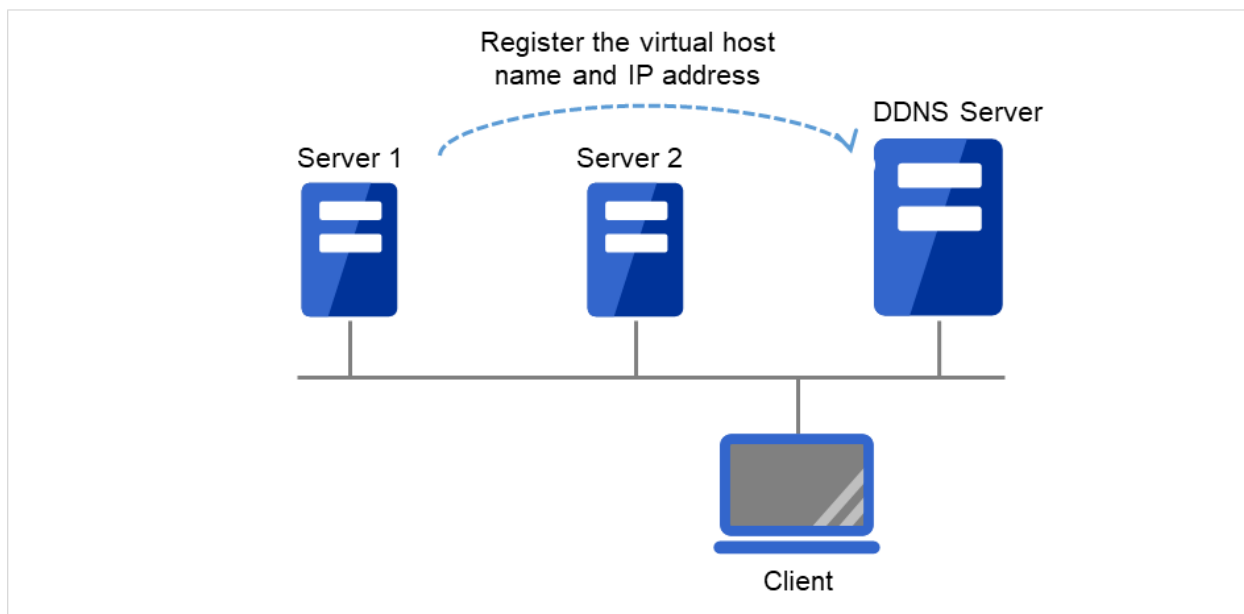 Register the virtual host
name and IP address
DDNS Server
Server 1
Server 2
Client